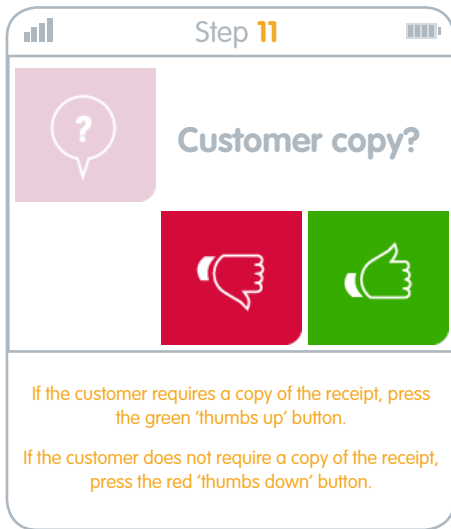 Step 11
?
Customer copy?
If the customer requires a copy of the receipt, press
the green ‘thumbs up’ button.
If the customer does not require a copy of the receipt,
press the red ‘thumbs down’ button.